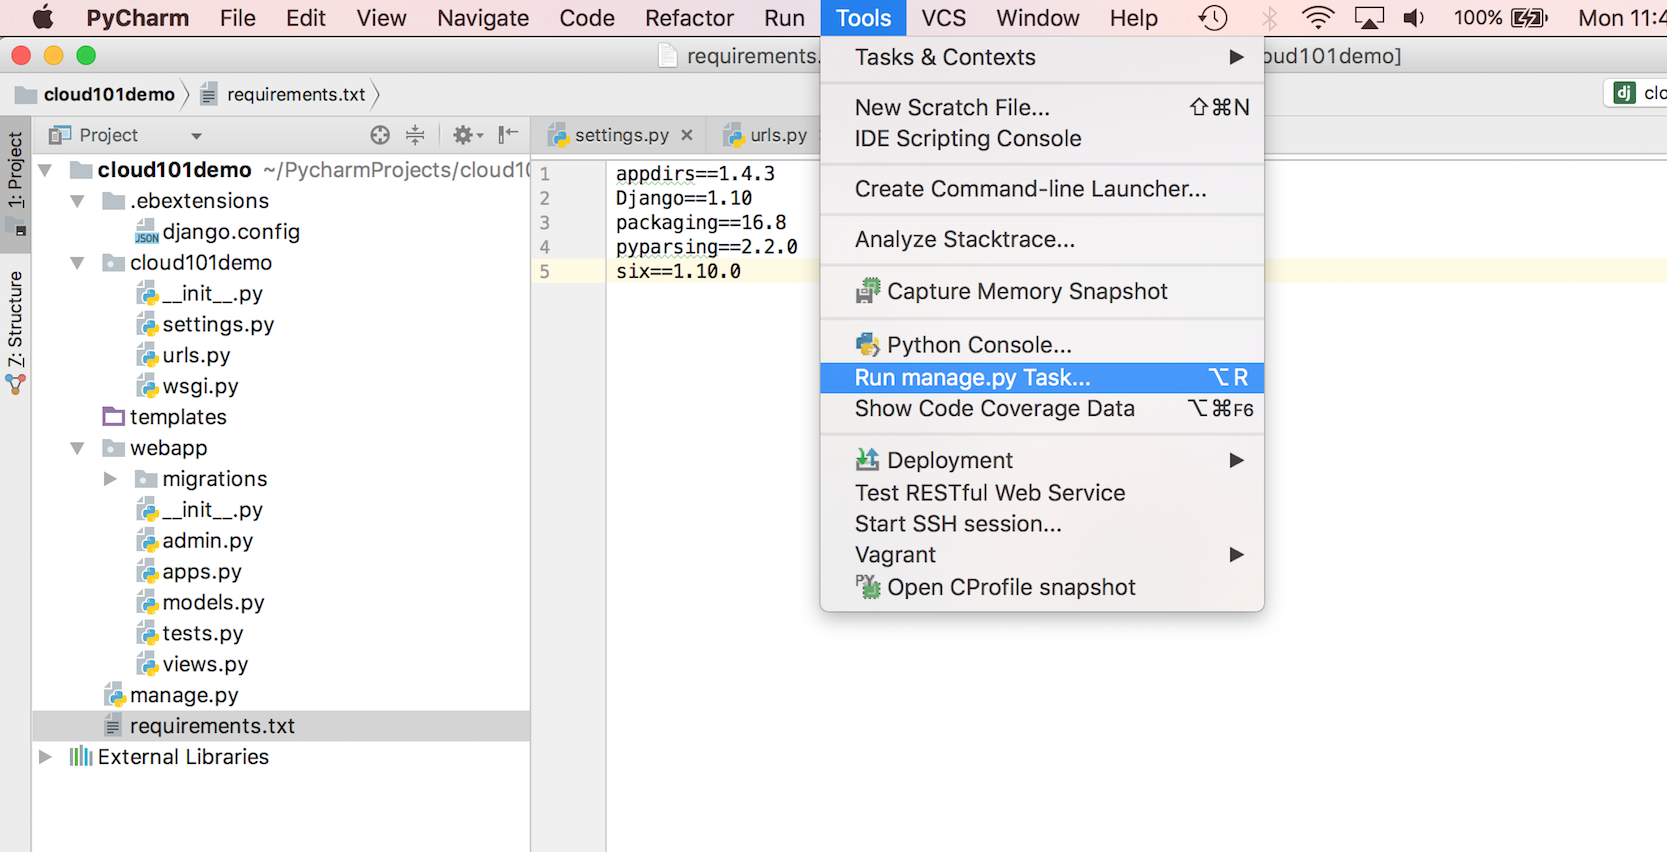 PyCharm File Edit View Navigate Code Refactor Run Tools VCS Window Help 100% Mon 11:4
requirements. oud101demo]
cloud101demo requirements.txt dj clo
1: Project
7: Structure
Project
cloud101demo ~/PycharmProjects/cloud10
.ebextensions
JSON django.config
cloud101demo
__init__.py
settings.py
urls.py
wsgi.py
templates
webapp
migrations
__init__.py
admin.py
apps.py
models.py
tests.py
views.py
manage.py
requirements.txt
External Libraries
settings.py urls.py
1 appdirs==1.4.3
2 Django==1.10
3 packaging==16.8
4 pyparsing==2.2.0
5 six==1.10.0
Tasks & Contexts
New Scratch File... ⇧⌘N
IDE Scripting Console
Create Command-line Launcher...
Analyze Stacktrace...
Capture Memory Snapshot
Python Console...
Run manage.py Task... ⌥R
Show Code Coverage Data ⌥⌘F6
Deployment
Test RESTful Web Service
Start SSH session...
Vagrant
PY Open CProfile snapshot